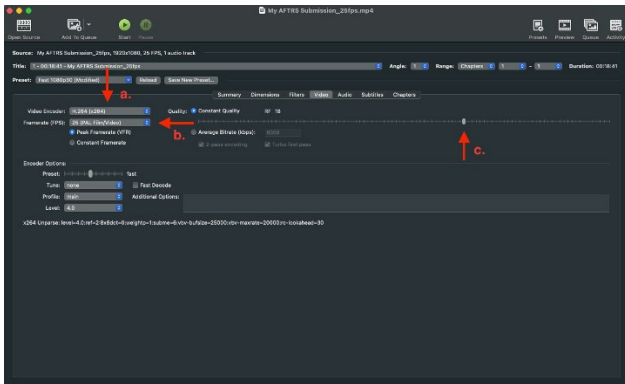 My AFTRS Submission_25fps.mp4
Open Source Add To Queue Start Pause Presets Preview Queue Activity
Source: My AFTRS Submission_25fps, 1920x1080, 25 FPS, 1 audio track
Title: 1 - 00:18:41 - My AFTRS Submission_25fps Angle: 1 Range: Chapters 1 - 1 Duration: 00:18:41
Preset: Fast 1080p30 (Modified) Reload Save New Preset...
a.
Summary Dimensions Filters Video Audio Subtitles Chapters
Video Encoder: H.264 (x264) Quality: Constant Quality RF 18
Framerate (FPS): 25 (PAL Film/Video)
Peak Framerate (VFR) b. Average Bitrate (kbps): 6000
Constant Framerate 2-pass encoding Turbo first pass
c.
Encoder Options:
Preset: fast
Tune: none Fast Decode
Profile: main Additional Options:
Level: 4.0
x264 Unparse: level=4.0:ref=2:8x8dct=0:weightp=1:subme=6:vbv-bufsize=25000:vbv-maxrate=20000:rc-lookahead=30